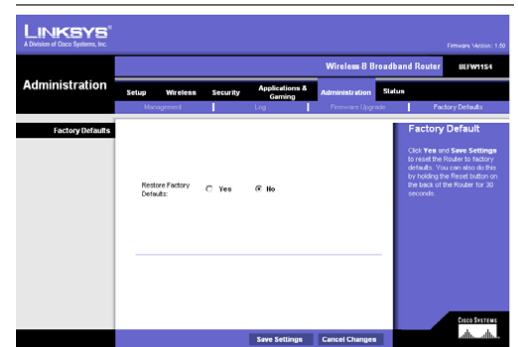 LINKSYS®
A Division of Cisco Systems, Inc.
Firmware Version: 1.50
Wireless-B Broadband Router BEFW11S4
Administration
Setup Wireless Security Applications & Gaming Administration Status
Management Log Firmware Upgrade Factory Defaults
Factory Defaults
Restore Factory
Defaults:
Yes No
Factory Default
Click Yes and Save Settings
to reset the Router to factory
defaults. You can also do this
by holding the Reset button on
the back of the Router for 30
seconds.
CISCO SYSTEMS
Save Settings Cancel Changes